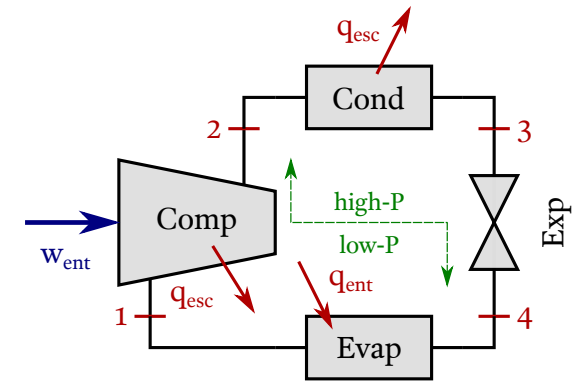 q_esc
Cond
2
3
high-P
Comp
low-P
Exp
w_ent
q_esc
q_ent
1
4
Evap